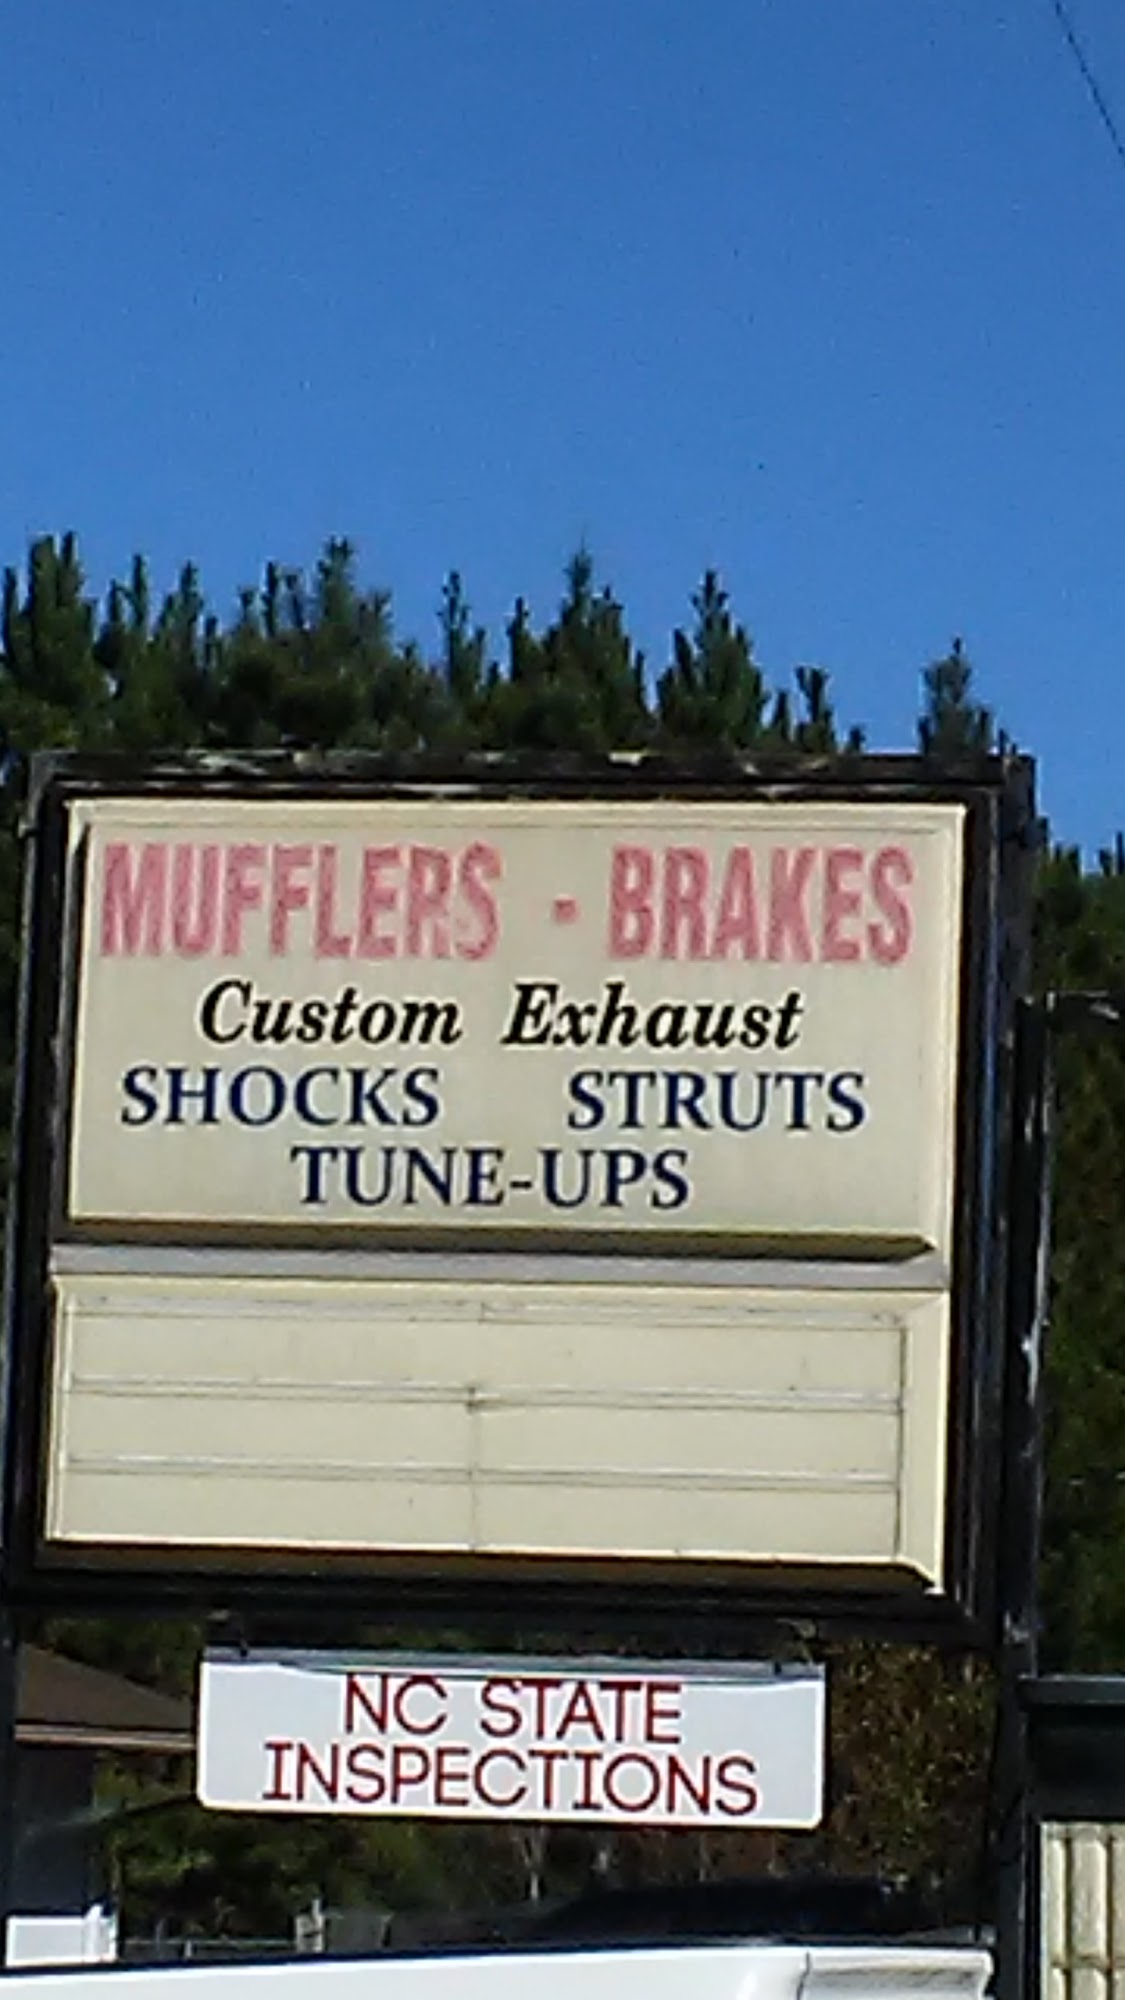 MUFFLERS · BRAKES
Custom Exhaust
SHOCKS STRUTS
TUNE-UPS
NC STATE
INSPECTIONS